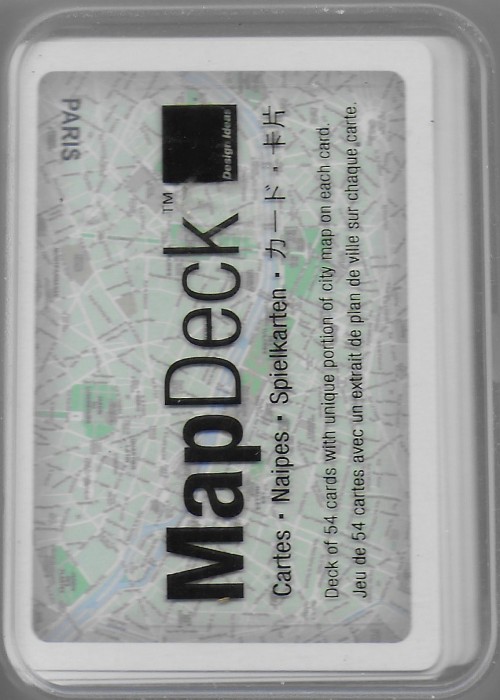 PARIS
MapDeck™
Design Ideas
Cartes · Naipes · Spielkarten · カード · 卡片
Deck of 54 cards with unique portion of city map on each card.
Jeu de 54 cartes avec un extrait de plan de ville sur chaque carte.